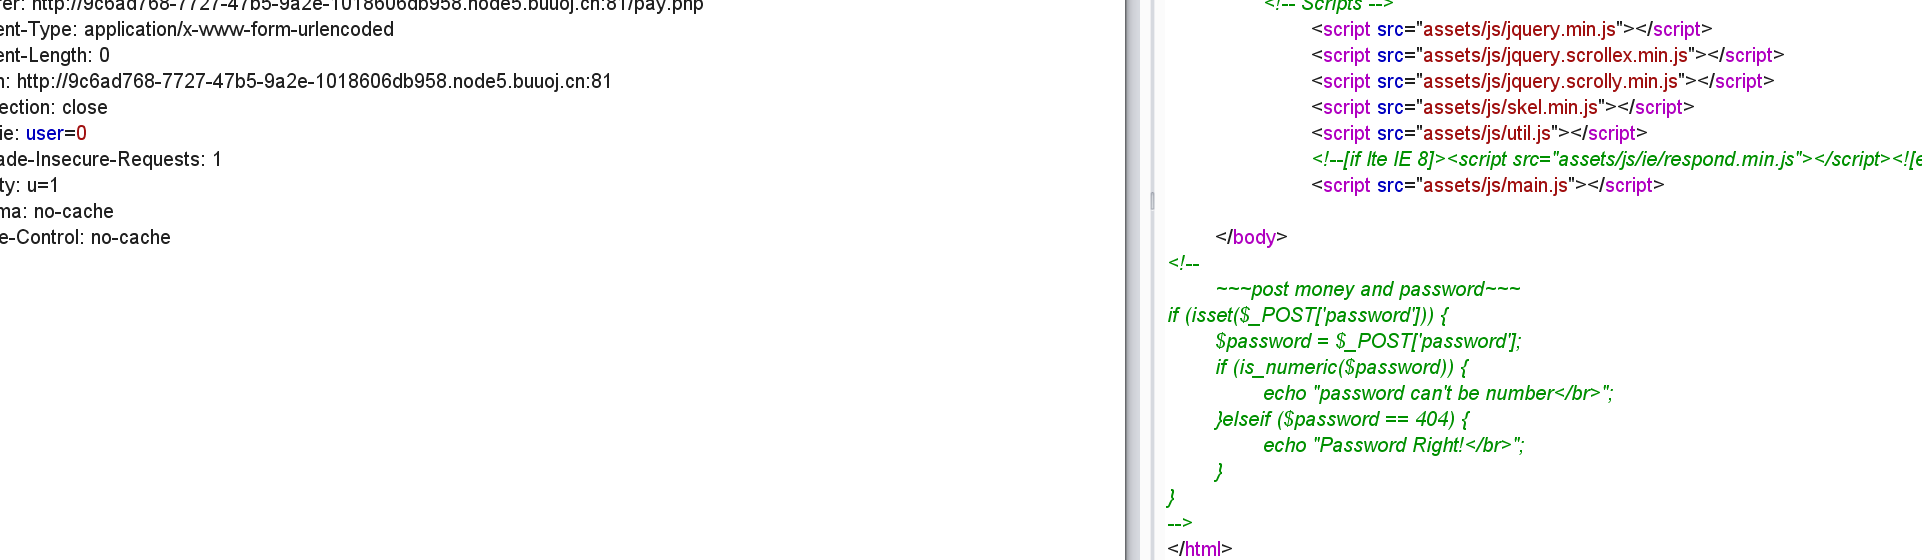 rer: http://9c6ad768-7727-47b5-9a2e-1018606db958.node5.buuoj.cn:81/pay.php
ent-Type: application/x-www-form-urlencoded
ent-Length: 0
n: http://9c6ad768-7727-47b5-9a2e-1018606db958.node5.buuoj.cn:81
ection: close
ie: user=0
ade-Insecure-Requests: 1
ty: u=1
ma: no-cache
e-Control: no-cache
<!-- Scripts -->
<script src="assets/js/jquery.min.js"></script>
<script src="assets/js/jquery.scrollex.min.js"></script>
<script src="assets/js/jquery.scrolly.min.js"></script>
<script src="assets/js/skel.min.js"></script>
<script src="assets/js/util.js"></script>
<!--[if lte IE 8]><script src="assets/js/ie/respond.min.js"></script><![e
<script src="assets/js/main.js"></script>
</body>
<!--
~~~post money and password~~~
if (isset($_POST['password'])) {
$password = $_POST['password'];
if (is_numeric($password)) {
echo "password can't be number</br>";
}elseif ($password == 404) {
echo "Password Right!</br>";
}
}
-->
</html>